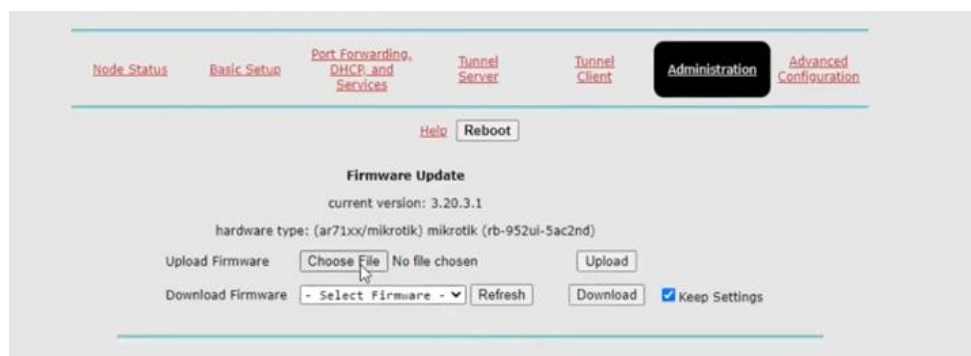 Node Status
Basic Setup
Port Forwarding,
DHCP, and
Services
Tunnel
Server
Tunnel
Client
Administration
Advanced
Configuration
Help Reboot
Firmware Update
current version: 3.20.3.1
hardware type: (ar71xx/mikrotik) mikrotik (rb-952ui-5ac2nd)
Upload Firmware Choose File No file chosen Upload
Download Firmware - Select Firmware - Refresh Download Keep Settings